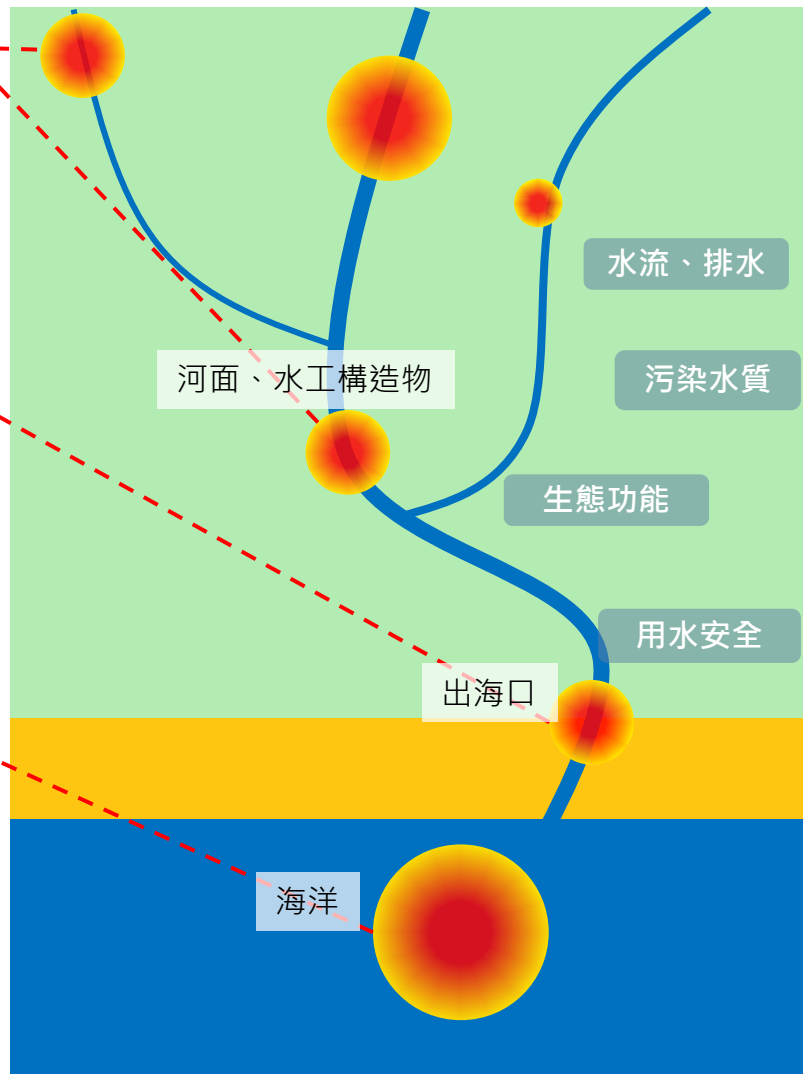 水流、排水
河面、水工構造物
污染水質
生態功能
用水安全
出海口
海洋